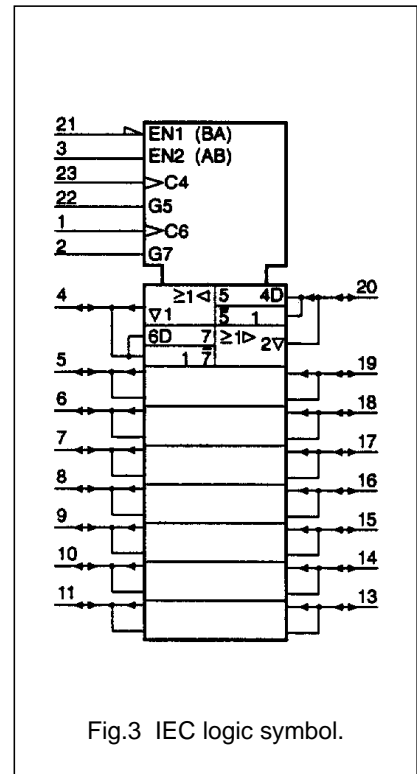 21 EN1 (BA)
3 EN2 (AB)
23 C4
22 G5
1 C6
2 G7
4 ≥1◁ 5 4D 20
▽1 5̅ 1
6D 7 ≥1▷ 2▽
1 7̅
5 19
6 18
7 17
8 16
9 15
10 14
11 13
Fig.3 IEC logic symbol.